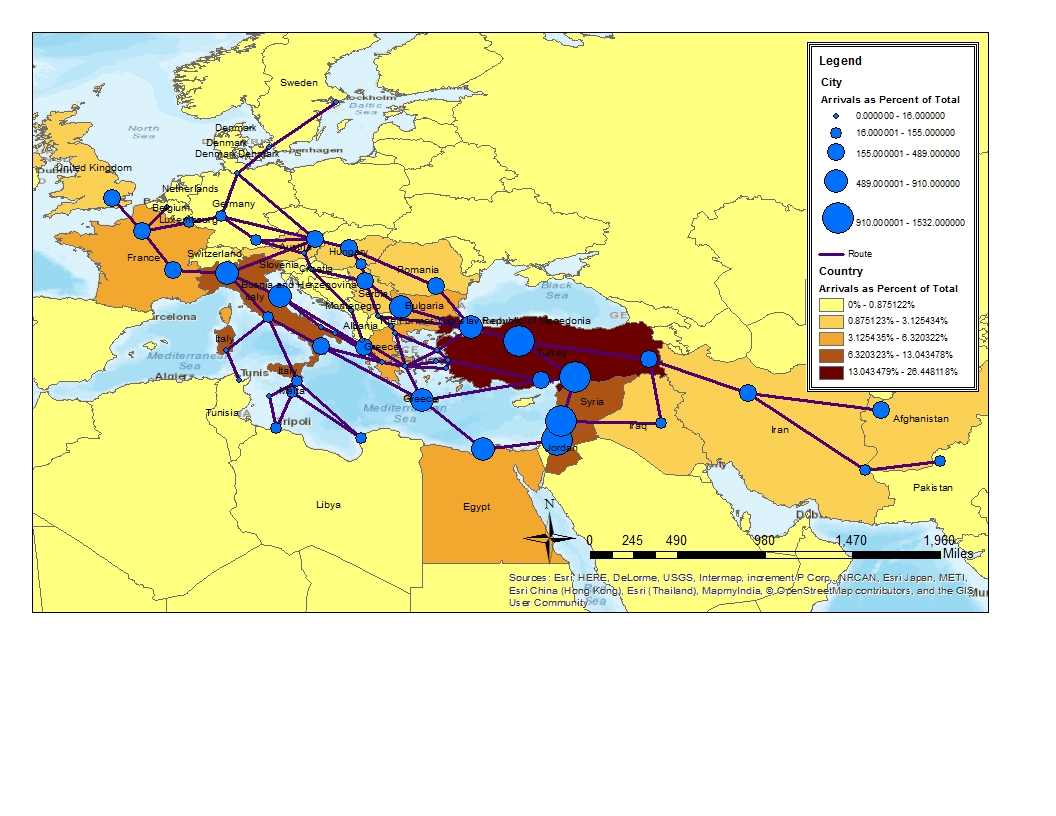 Legend
City
Arrivals as Percent of Total
0.000000 - 16.000000
16.000001 - 155.000000
155.000001 - 489.000000
489.000001 - 910.000000
910.000001 - 1532.000000
Route
Country
Arrivals as Percent of Total
0% - 0.875122%
0.875123% - 3.125434%
3.125435% - 6.320322%
6.320323% - 13.043478%
13.043479% - 26.448118%
Sweden
Baltic
Sea
North
Sea
Denmark
Denmark
Denmark Denmark
United Kingdom
Netherlands
Belgium
Germany
Luxembourg
France
Switzerland
Austria
Hungary
Slovenia
Croatia
Romania
Bosnia and Herzegovina
Italy
Serbia
Black
Sea
GE
Montenegro
Bulgaria
Republic of Macedonia
arcelona
Albania
Italy
Greece
Turkey
Mediterranean
Sea
Algiers
Tunis
Italy
Malta
Greece
Syria
Tunisia
Tripoli
Mediterranean
Sea
Iraq
Iran
Afghanistan
Jordan
Pakistan
Libya
Egypt
N
0 245 490 980 1,470 1,960
Miles
Sources: Esri, HERE, DeLorme, USGS, Intermap, increment P Corp., NRCAN, Esri Japan, METI,
Esri China (Hong Kong), Esri (Thailand), MapmyIndia, © OpenStreetMap contributors, and the GIS
User Community